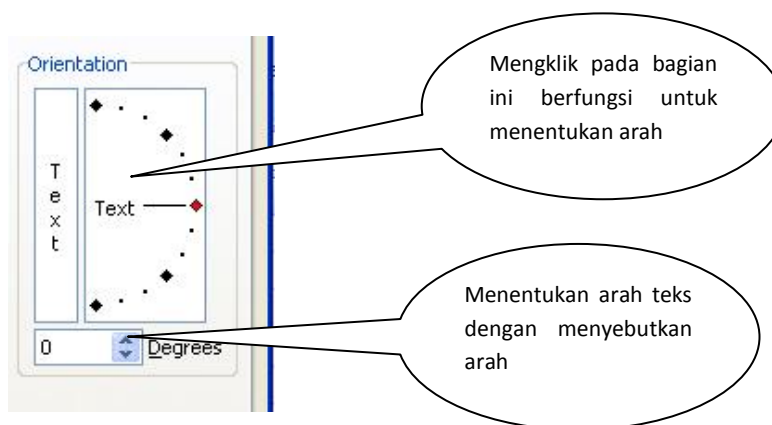 Orientation
T
e
x
t
Text
0
Degrees
Mengklik pada bagian
ini berfungsi untuk
menentukan arah
Menentukan arah teks
dengan menyebutkan
arah